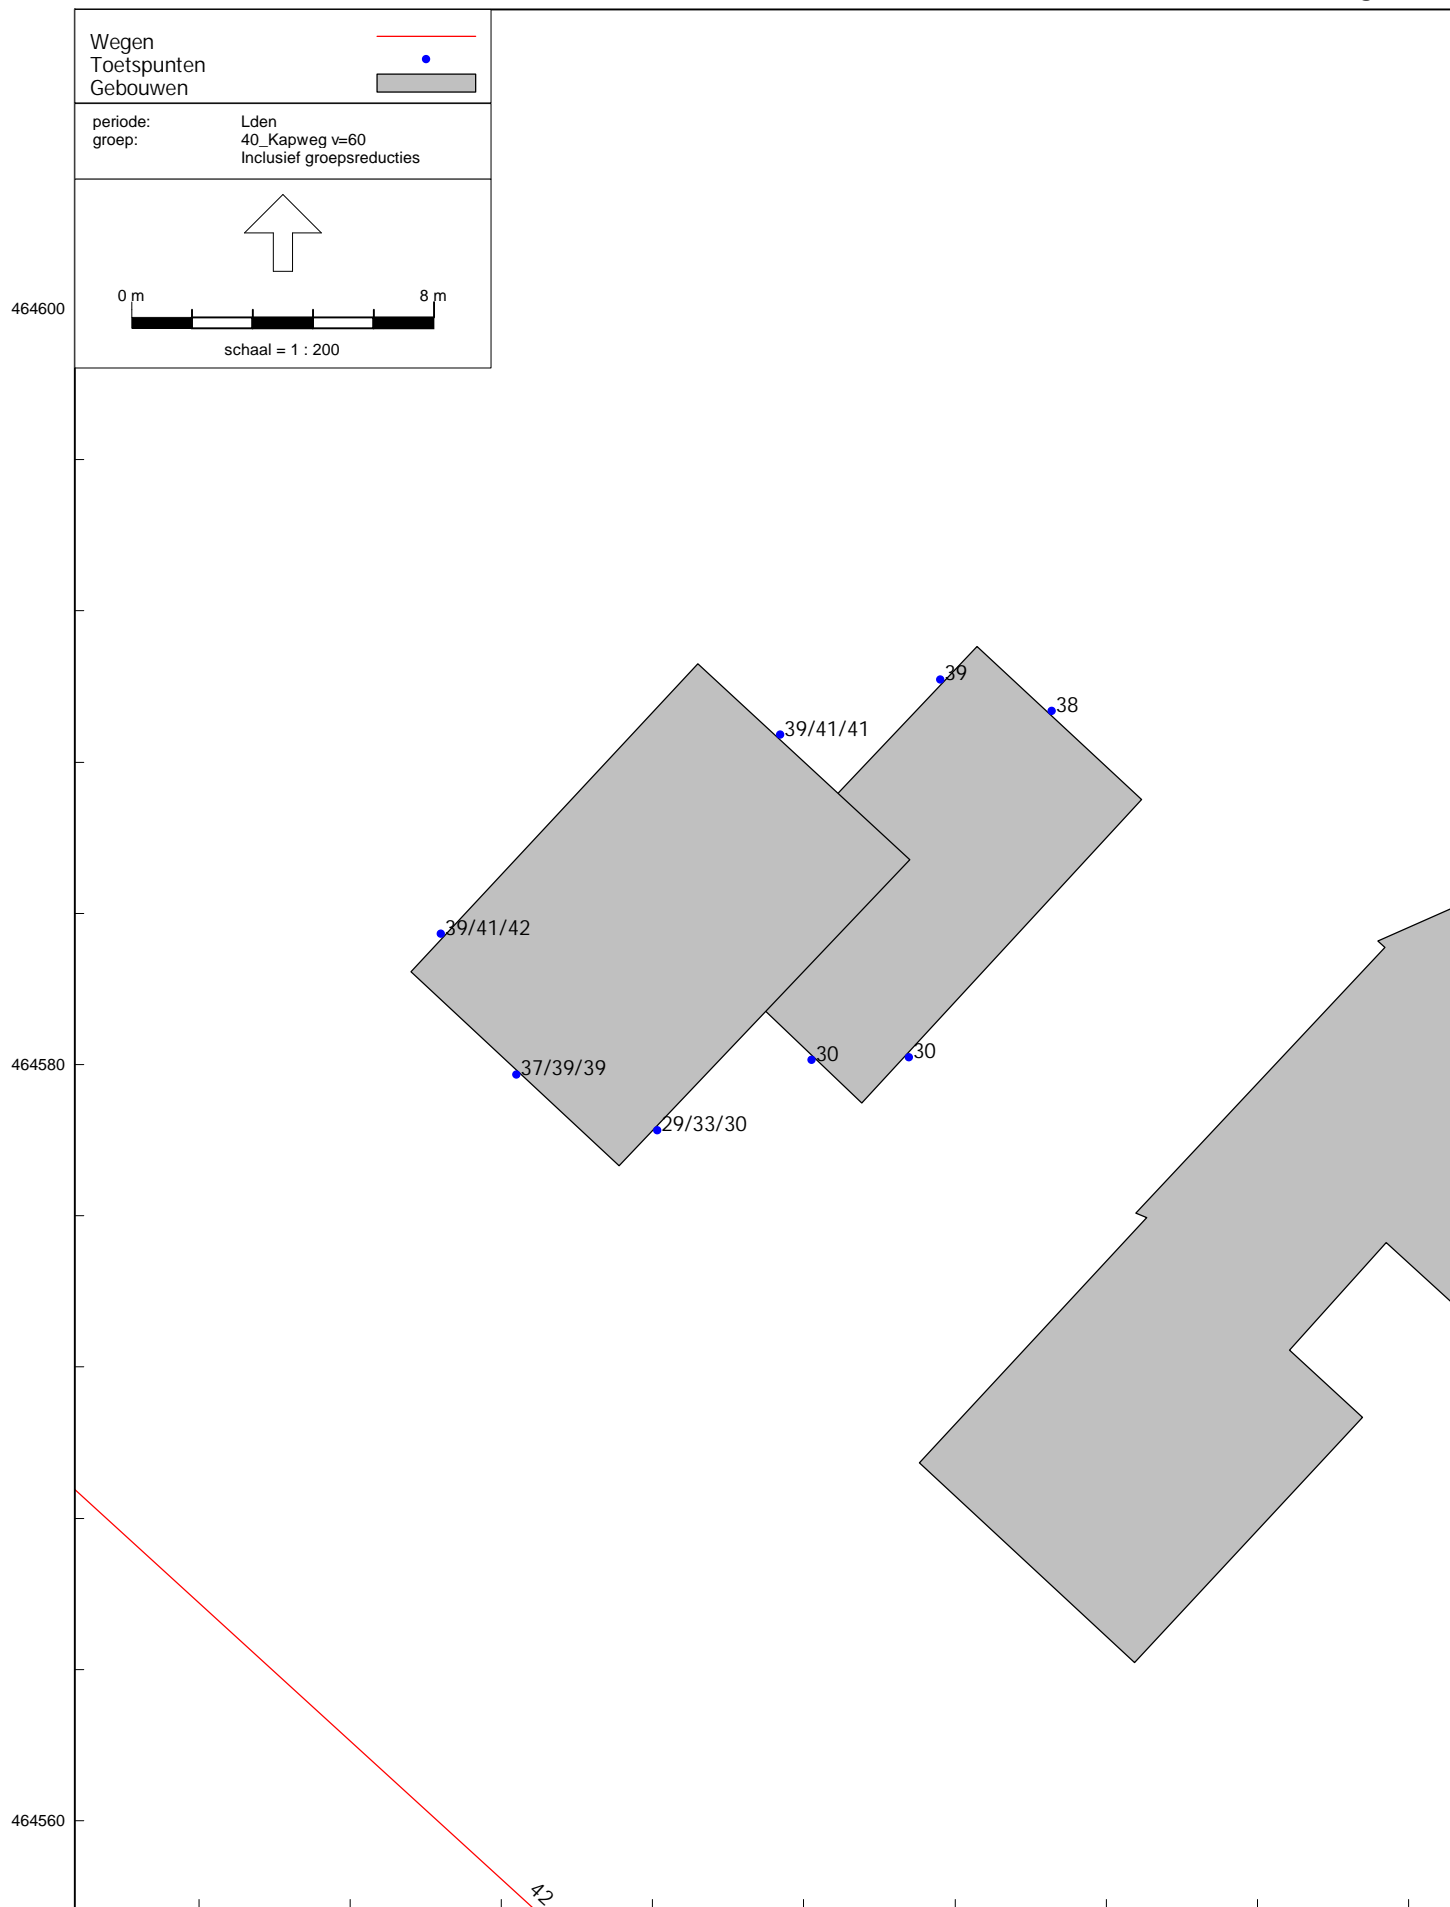 Wegen
Toetspunten
Gebouwen
periode: Lden
groep: 40_Kapweg v=60
Inclusief groepsreducties
0 m 8 m
schaal = 1 : 200
464600
39
38
39/41/41
39/41/42
464580
37/39/39
30
30
29/33/30
464560
42